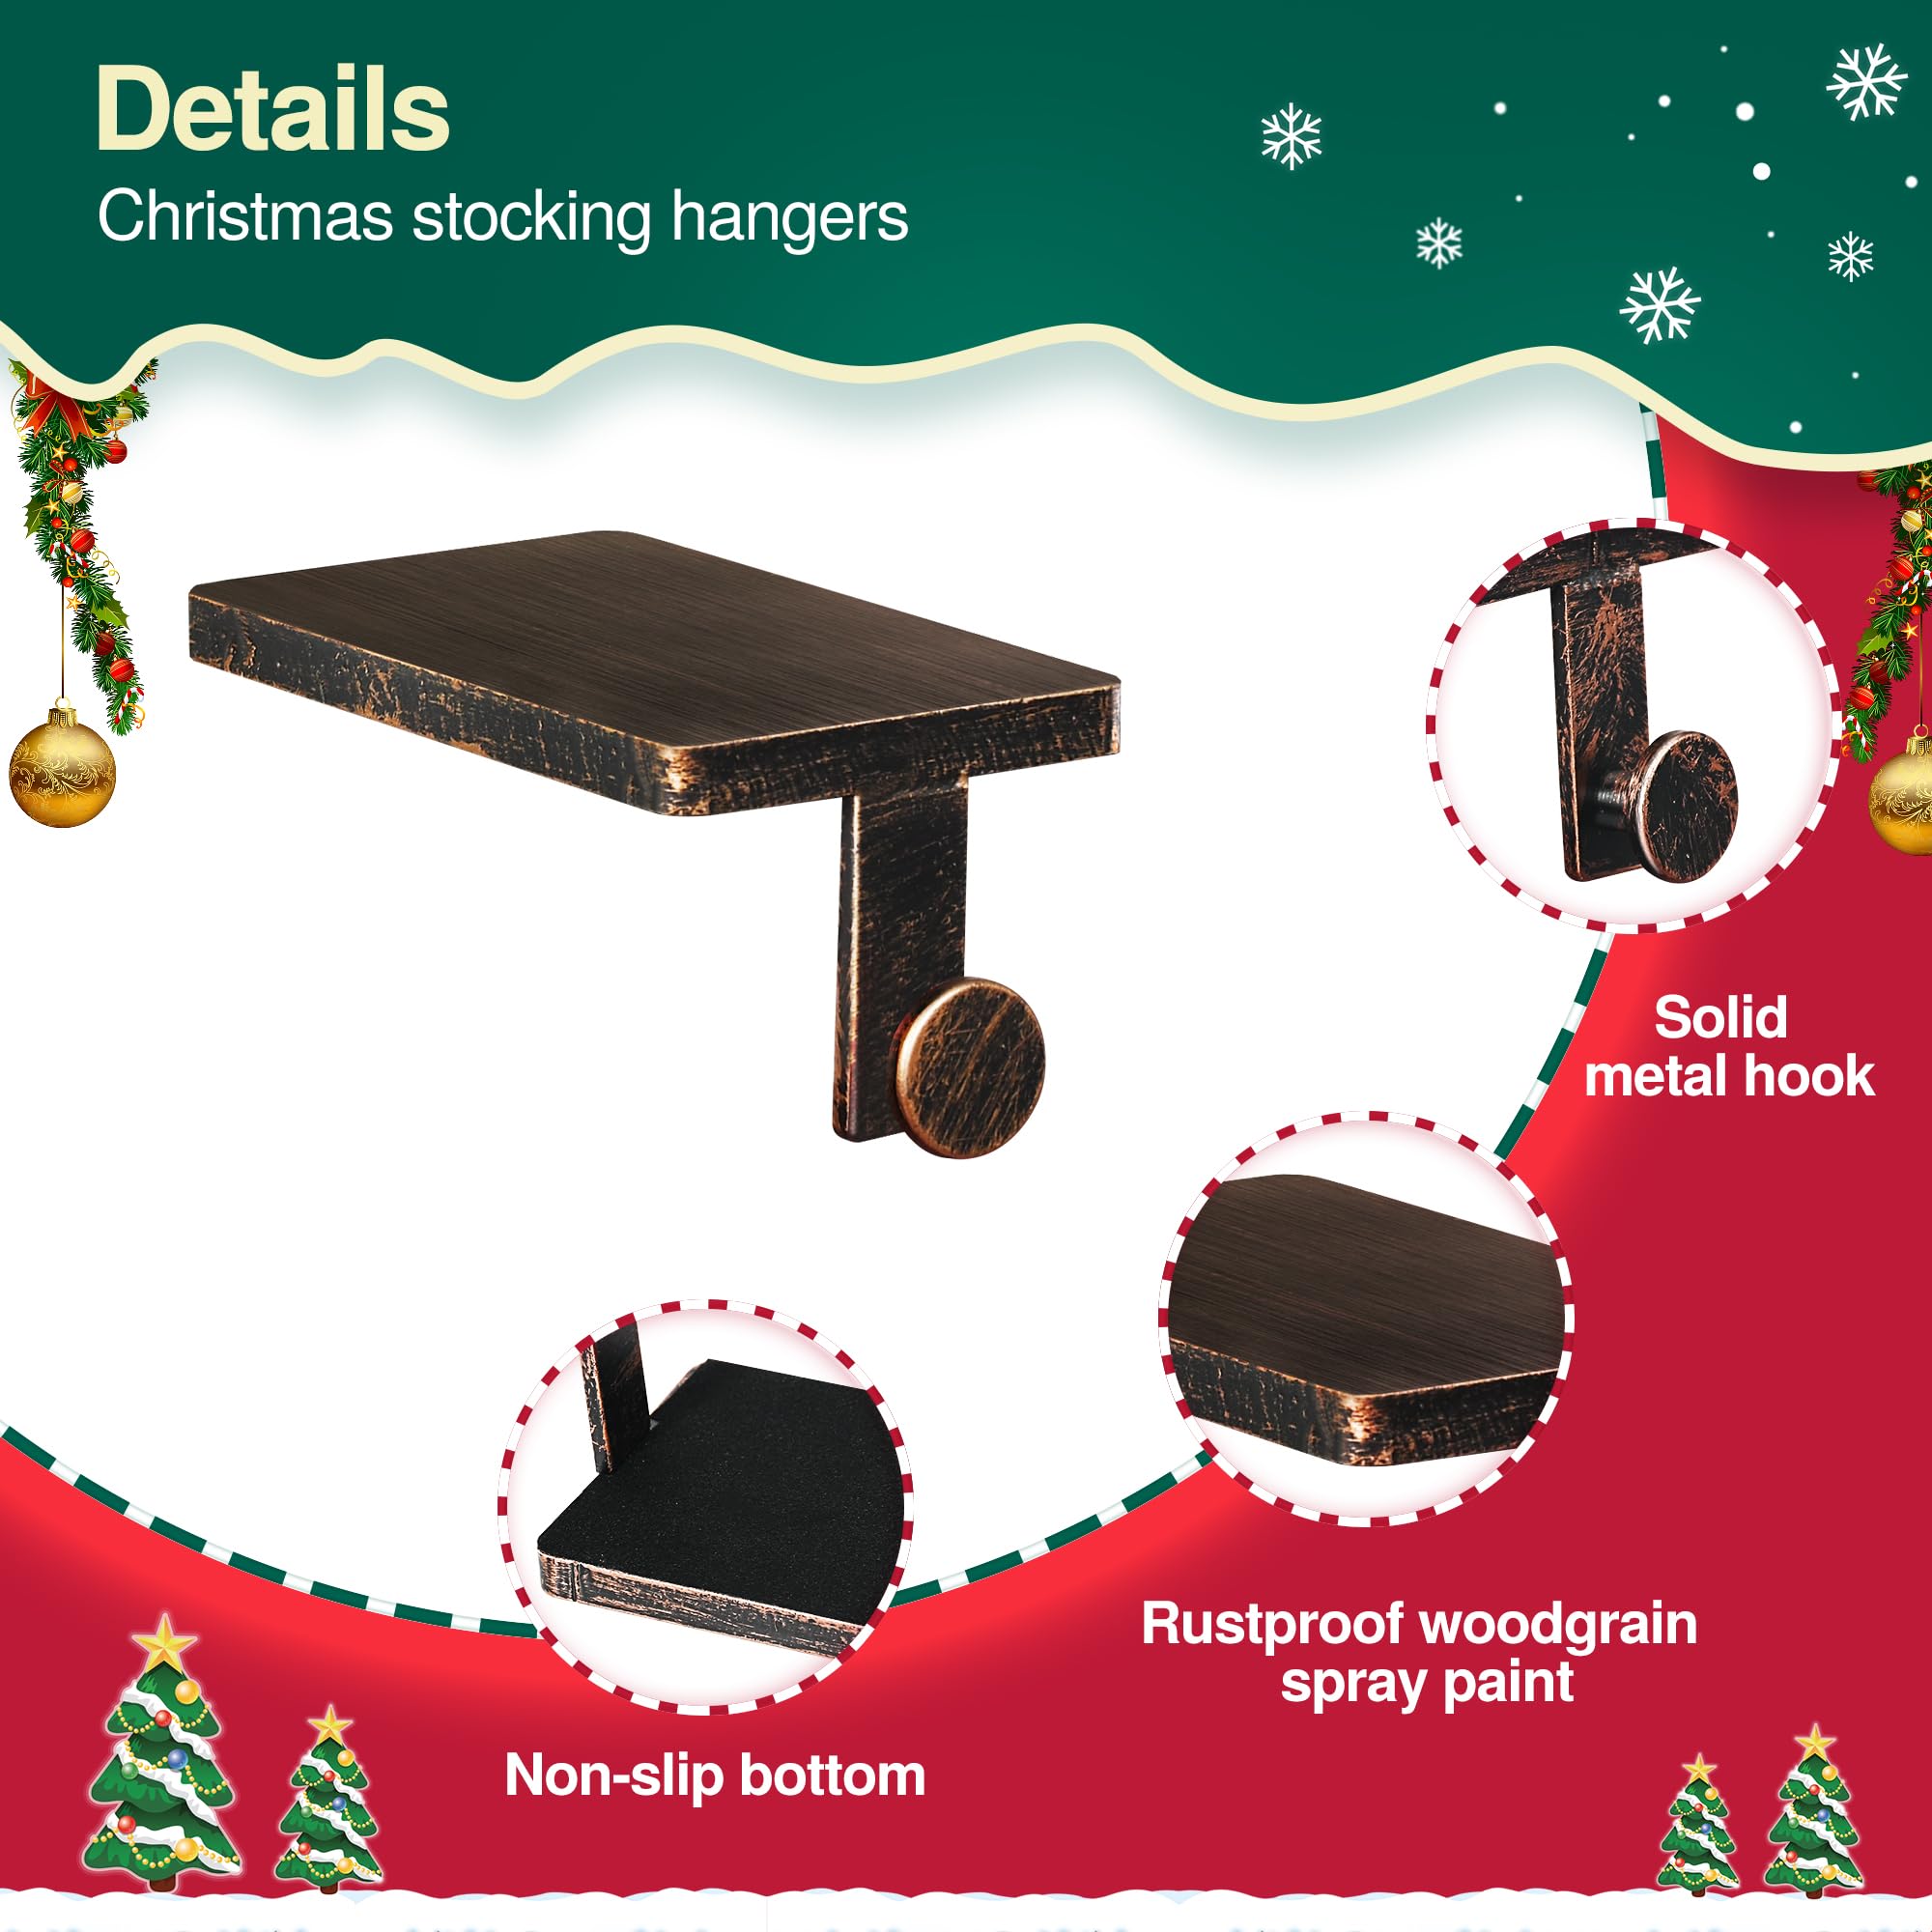 Details
Christmas stocking hangers
Solid
metal hook
Rustproof woodgrain
spray paint
Non-slip bottom